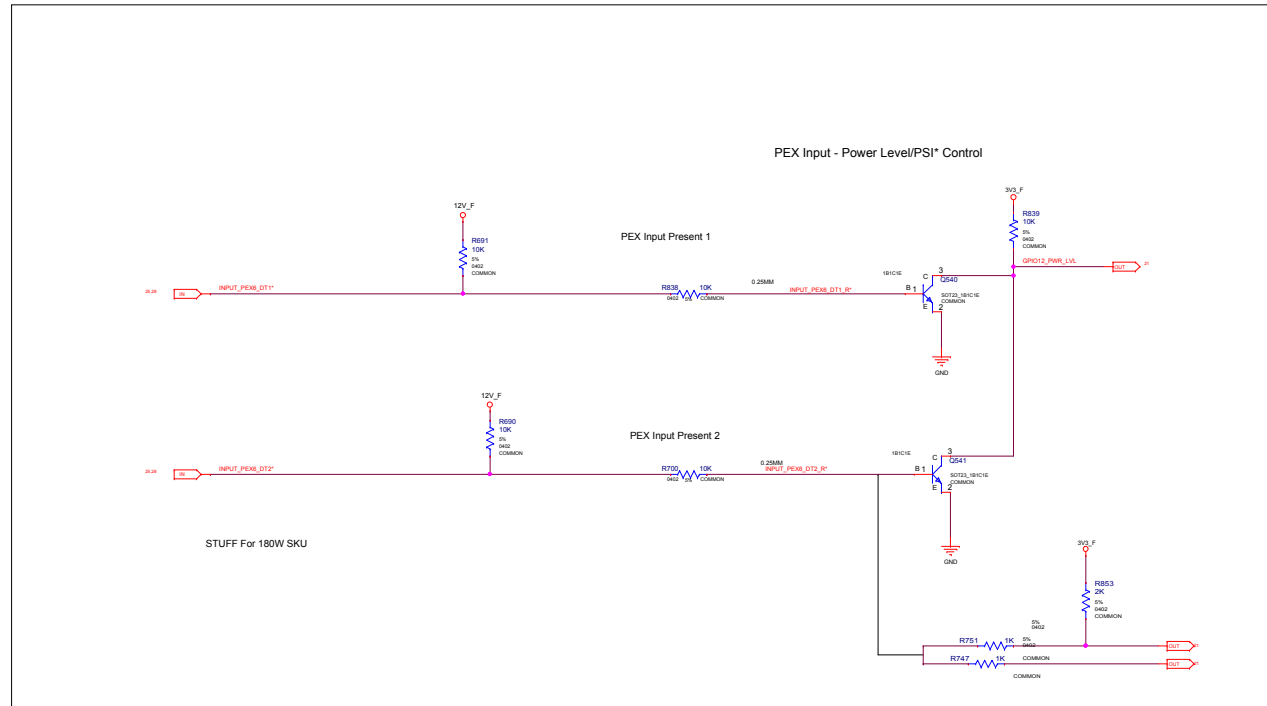 PEX Input - Power Level/PSI* Control
3V3_F
R839
10K
5%
0402
COMMON
12V_F
R691
10K
5%
0402
COMMON
PEX Input Present 1
GPIO12_PWR_LVL
OUT
IN
INPUT_PEX6_DT1*
R838
10K
0402
5%
COMMON
0.25MM
INPUT_PEX6_DT1_R*
1B1C1E
C
3
Q540
B
1
SOT23_1B1C1E
COMMON
E
2
GND
12V_F
R690
10K
5%
0402
COMMON
PEX Input Present 2
IN
INPUT_PEX6_DT2*
R700
10K
0402
5%
COMMON
0.25MM
INPUT_PEX6_DT2_R*
1B1C1E
C
3
Q541
B
1
SOT23_1B1C1E
COMMON
E
2
GND
STUFF For 180W SKU
3V3_F
R853
2K
5%
0402
COMMON
5%
0402
R751
1K
5%
0402
OUT
R747
1K
COMMON
OUT
COMMON